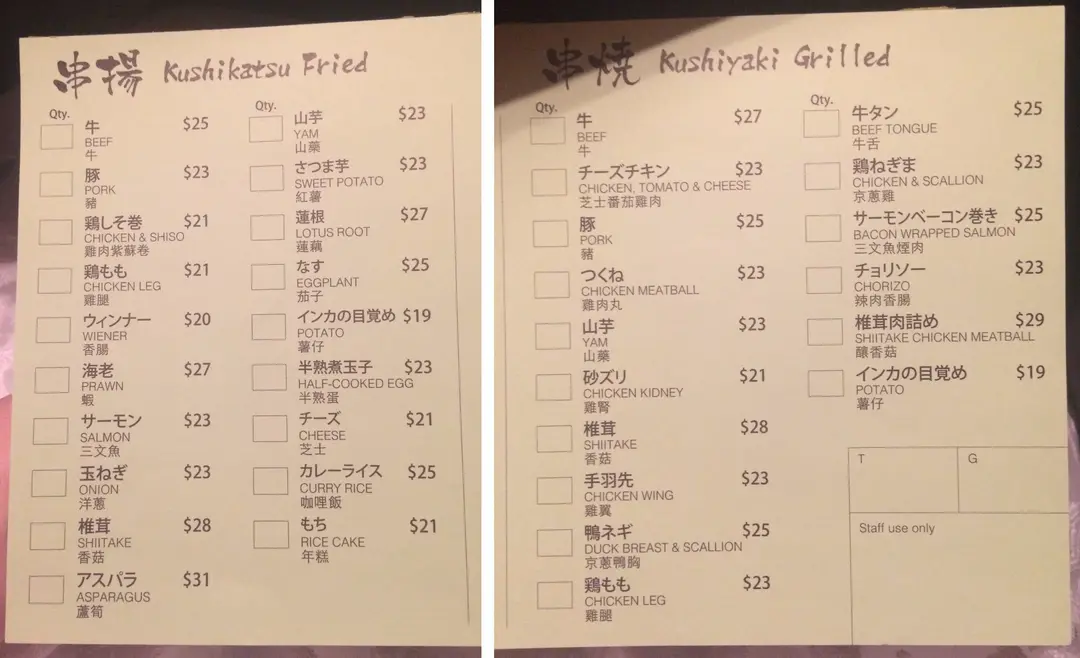 串揚 Kushikatsu Fried
Qty.
牛 $25
BEEF
牛
豚 $23
PORK
豬
鶏しそ巻 $21
CHICKEN & SHISO
雞肉紫蘇卷
鶏もも $21
CHICKEN LEG
雞腿
ウィンナー $20
WIENER
香腸
海老 $27
PRAWN
蝦
サーモン $23
SALMON
三文魚
玉ねぎ $23
ONION
洋蔥
椎茸 $28
SHIITAKE
香菇
アスパラ $31
ASPARAGUS
蘆筍
Qty.
山芋 $23
YAM
山藥
さつま芋 $23
SWEET POTATO
紅薯
蓮根 $27
LOTUS ROOT
蓮藕
なす $25
EGGPLANT
茄子
インカの目覚め $19
POTATO
薯仔
半熟煮玉子 $23
HALF-COOKED EGG
半熟蛋
チーズ $21
CHEESE
芝士
カレーライス $25
CURRY RICE
咖哩飯
もち $21
RICE CAKE
年糕
串焼 Kushiyaki Grilled
Qty.
牛 $27
BEEF
牛
チーズチキン $23
CHICKEN, TOMATO & CHEESE
芝士番茄雞肉
豚 $25
PORK
豬
つくね $23
CHICKEN MEATBALL
雞肉丸
山芋 $23
YAM
山藥
砂ズリ $21
CHICKEN KIDNEY
雞腎
椎茸 $28
SHIITAKE
香菇
手羽先 $23
CHICKEN WING
雞翼
鴨ネギ $25
DUCK BREAST & SCALLION
京蔥鴨胸
鶏もも $23
CHICKEN LEG
雞腿
Qty.
牛タン $25
BEEF TONGUE
牛舌
鶏ねぎま $23
CHICKEN & SCALLION
京蔥雞
サーモンベーコン巻き $25
BACON WRAPPED SALMON
三文魚煙肉
チョリソー $23
CHORIZO
辣肉香腸
椎茸肉詰め $29
SHIITAKE CHICKEN MEATBALL
釀香菇
インカの目覚め $19
POTATO
薯仔
T G
Staff use only